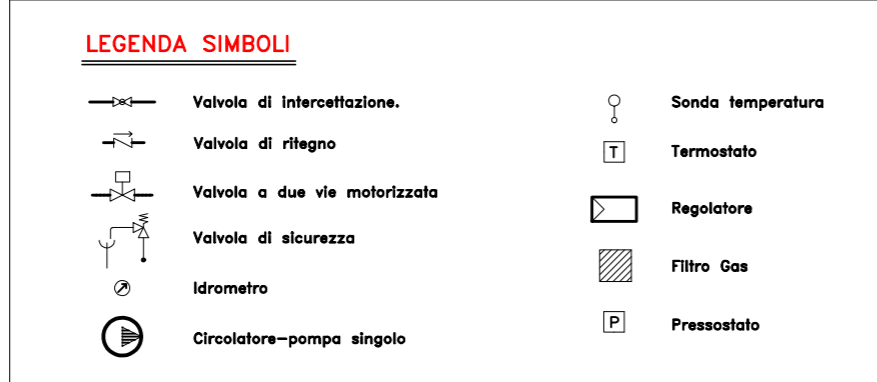 LEGENDA SIMBOLI
Valvola di intercettazione.
Valvola di ritegno
Valvola a due vie motorizzata
Valvola di sicurezza
Idrometro
Circolatore-pompa singolo
Sonda temperatura
T Termostato
Regolatore
Filtro Gas
P Pressostato